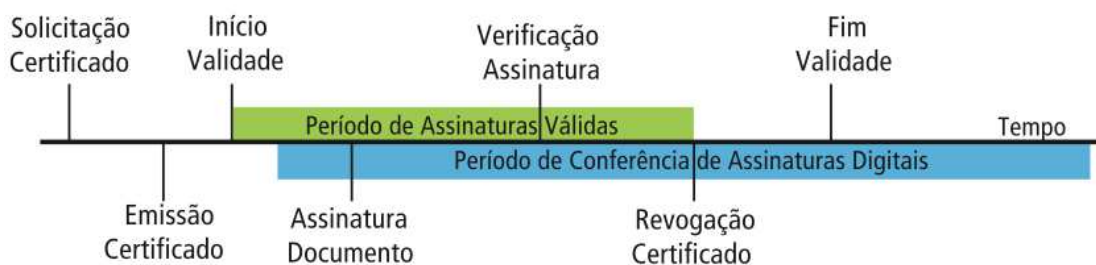 Solicitação
Certificado
Início
Validade
Verificação
Assinatura
Fim
Validade
Período de Assinaturas Válidas
Tempo
Período de Conferência de Assinaturas Digitais
Emissão
Certificado
Assinatura
Documento
Revogação
Certificado